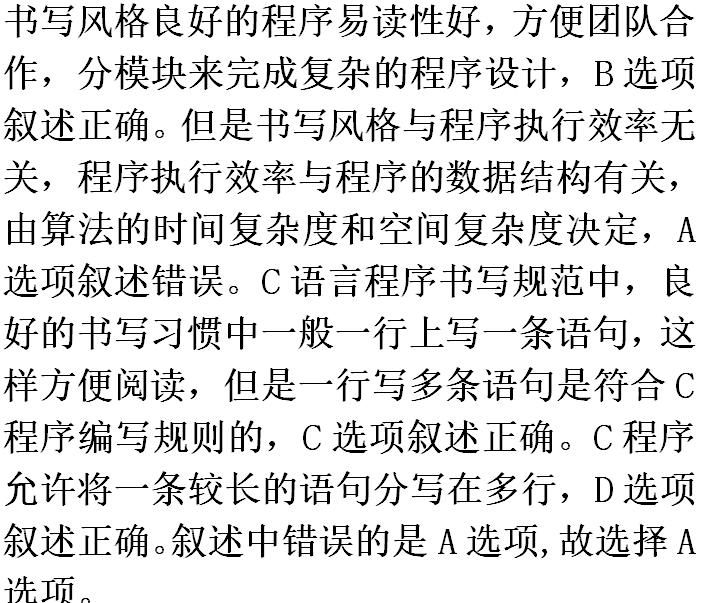 书写风格良好的程序易读性好，方便团队合
作，分模块来完成复杂的程序设计，B 选项
叙述正确。但是书写风格与程序执行效率无
关，程序执行效率与程序的数据结构有关，
由算法的时间复杂度和空间复杂度决定，A
选项叙述错误。C 语言程序书写规范中，良
好的书写习惯中一般一行上写一条语句，这
样方便阅读，但是一行写多条语句是符合 C
程序编写规则的，C 选项叙述正确。C 程序
允许将一条较长的语句分写在多行，D 选项
叙述正确。叙述中错误的是 A 选项,故选择 A
选项。